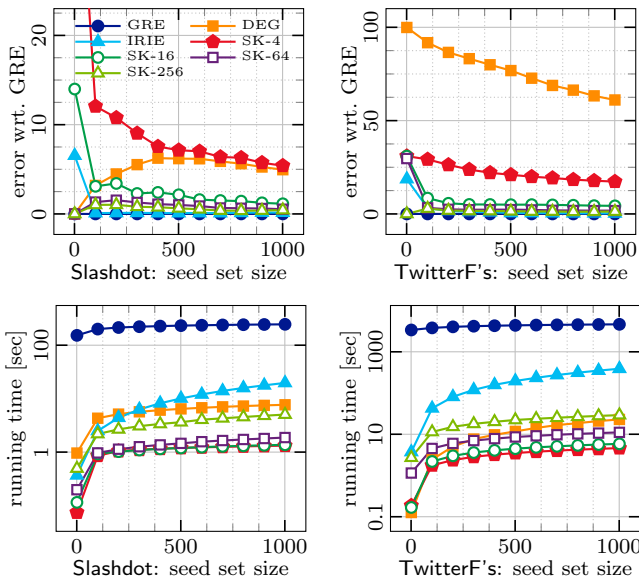 GRE DEG
IRIE SK-4
SK-16 SK-64
SK-256
error wrt. GRE
20
10
0
0 500 1000
Slashdot: seed set size
error wrt. GRE
100
50
0
0 500 1000
TwitterF's: seed set size
running time [sec]
100
1
0 500 1000
Slashdot: seed set size
running time [sec]
1000
10
0.1
0 500 1000
TwitterF's: seed set size